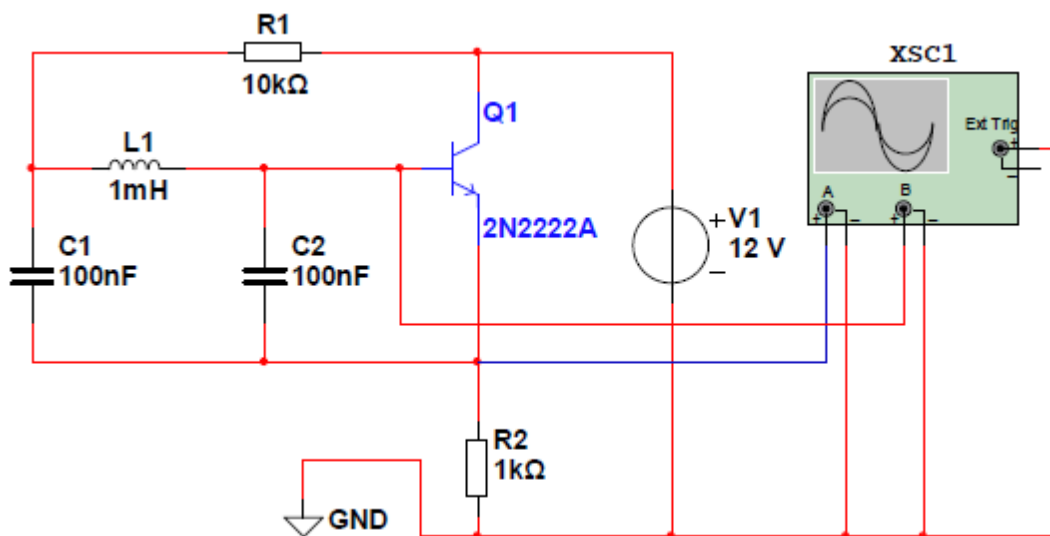 R1
10kΩ
XSC1
Q1
Ext Trig
+
−
L1
1mH
A
B
+ − + −
2N2222A
+ V1
12 V
−
C1
100nF
C2
100nF
R2
1kΩ
GND